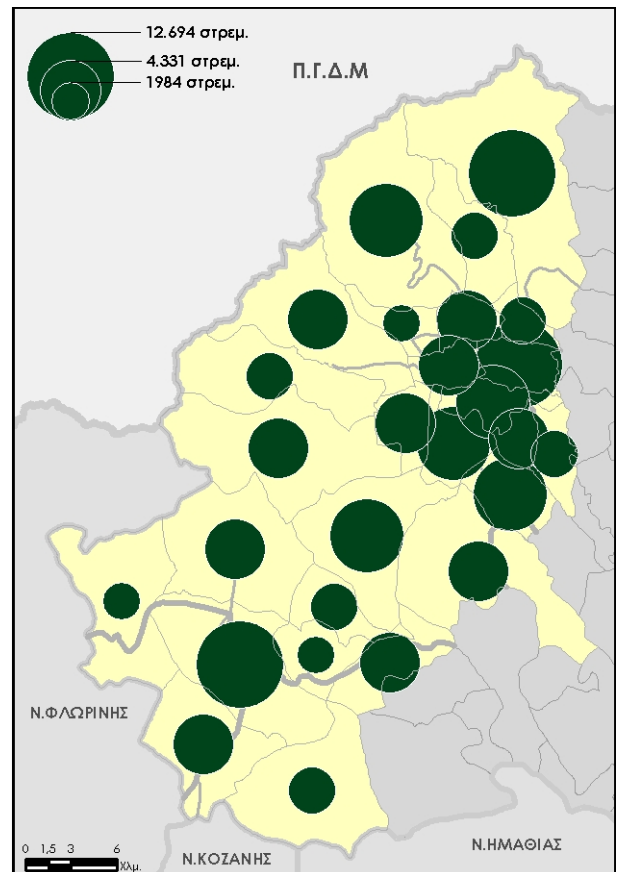 12.694 στρεμ.
4.331 στρεμ.
1984 στρεμ.
Π.Γ.Δ.Μ
Ν.ΦΛΩΡΙΝΗΣ
0 1,5 3 6
Χλμ.
Ν.ΚΟΖΑΝΗΣ
Ν.ΗΜΑΘΙΑΣ